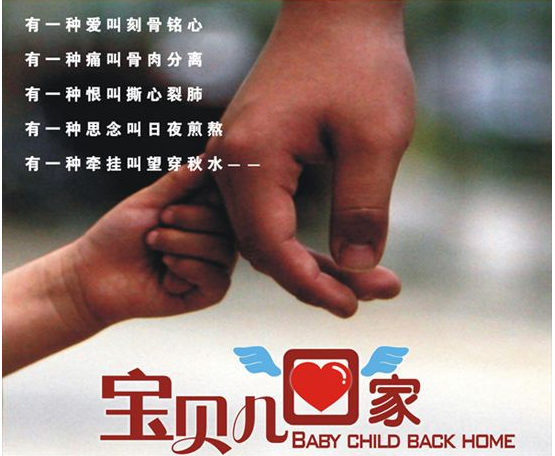 有一种爱叫刻骨铭心
有一种痛叫骨肉分离
有一种恨叫撕心裂肺
有一种思念叫日夜煎熬
有一种牵挂叫望穿秋水——
宝贝儿回家
BABY CHILD BACK HOME